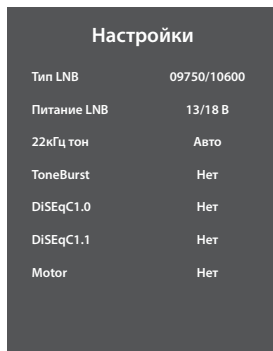 Настройки
Тип LNB 09750/10600
Питание LNB 13/18 В
22кГц тон Авто
ToneBurst Нет
DiSEqC1.0 Нет
DiSEqC1.1 Нет
Motor Нет